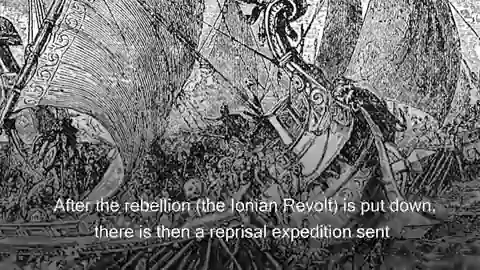 After the rebellion (the Ionian Revolt) is put down,
there is then a reprisal expedition sent